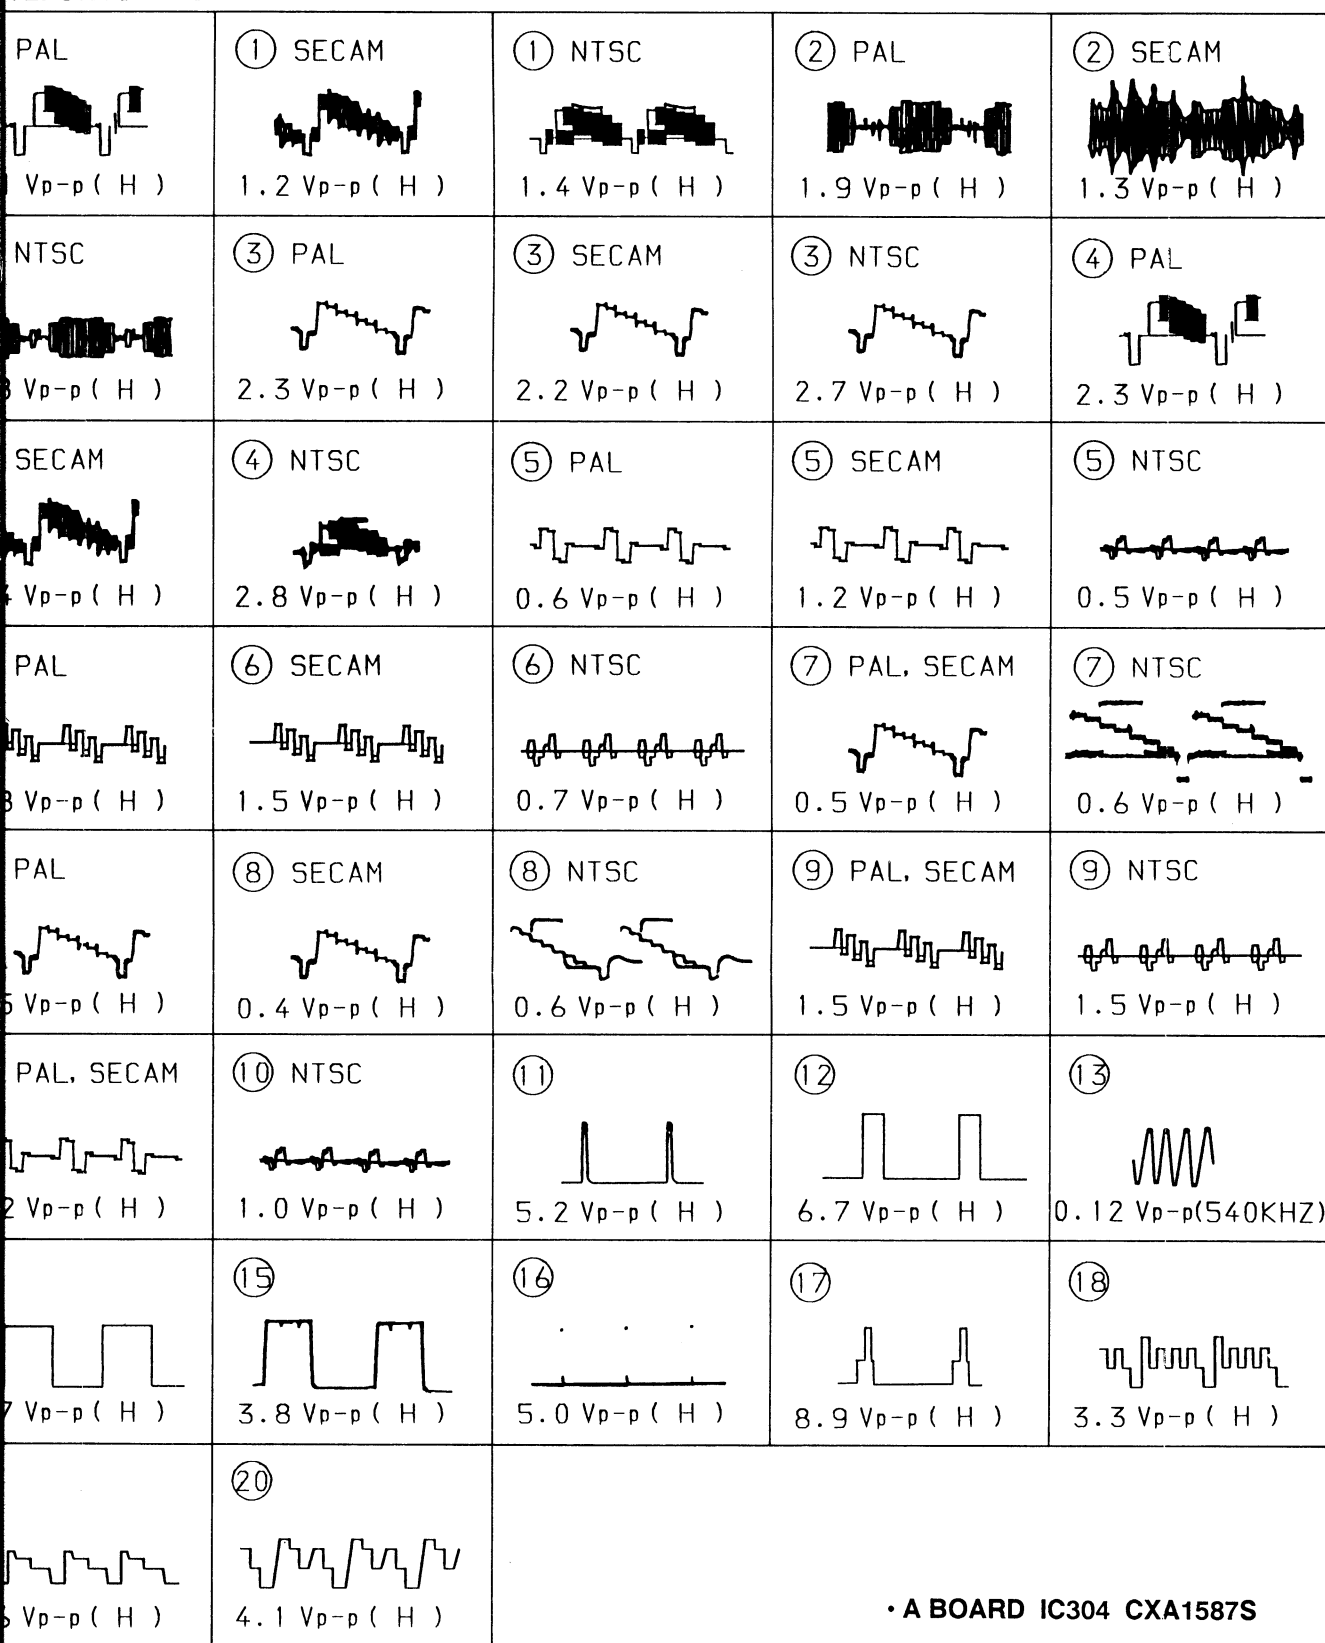 PAL ① SECAM ① NTSC ② PAL ② SECAM
Vp-p ( H ) 1.2 Vp-p ( H ) 1.4 Vp-p ( H ) 1.9 Vp-p ( H ) 1.3 Vp-p ( H )
NTSC ③ PAL ③ SECAM ③ NTSC ④ PAL
Vp-p ( H ) 2.3 Vp-p ( H ) 2.2 Vp-p ( H ) 2.7 Vp-p ( H ) 2.3 Vp-p ( H )
SECAM ④ NTSC ⑤ PAL ⑤ SECAM ⑤ NTSC
Vp-p ( H ) 2.8 Vp-p ( H ) 0.6 Vp-p ( H ) 1.2 Vp-p ( H ) 0.5 Vp-p ( H )
PAL ⑥ SECAM ⑥ NTSC ⑦ PAL, SECAM ⑦ NTSC
Vp-p ( H ) 1.5 Vp-p ( H ) 0.7 Vp-p ( H ) 0.5 Vp-p ( H ) 0.6 Vp-p ( H )
PAL ⑧ SECAM ⑧ NTSC ⑨ PAL, SECAM ⑨ NTSC
Vp-p ( H ) 0.4 Vp-p ( H ) 0.6 Vp-p ( H ) 1.5 Vp-p ( H ) 1.5 Vp-p ( H )
PAL, SECAM ⑩ NTSC ⑪ ⑫ ⑬
2 Vp-p ( H ) 1.0 Vp-p ( H ) 5.2 Vp-p ( H ) 6.7 Vp-p ( H ) 0.12 Vp-p(540KHZ)
⑮ ⑯ ⑰ ⑱
Vp-p ( H ) 3.8 Vp-p ( H ) 5.0 Vp-p ( H ) 8.9 Vp-p ( H ) 3.3 Vp-p ( H )
⑳
Vp-p ( H ) 4.1 Vp-p ( H )
• A BOARD IC304 CXA1587S